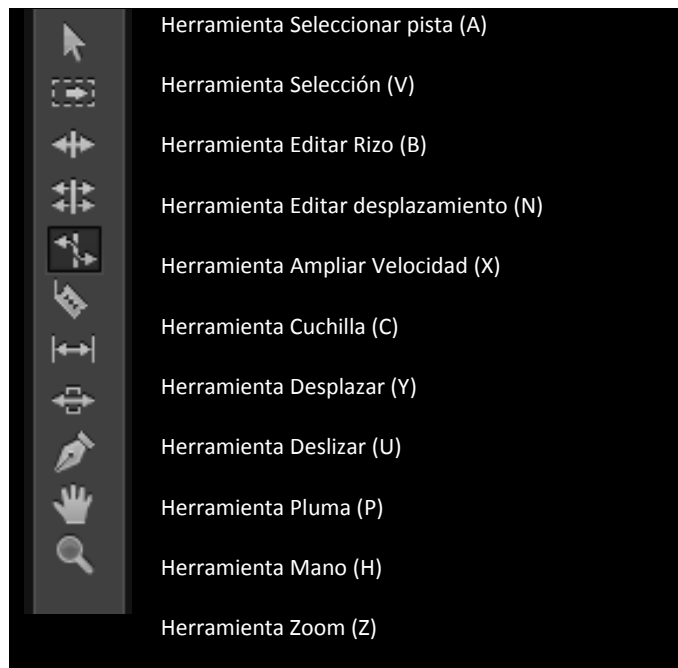 Herramienta Seleccionar pista (A)
Herramienta Selección (V)
Herramienta Editar Rizo (B)
Herramienta Editar desplazamiento (N)
Herramienta Ampliar Velocidad (X)
Herramienta Cuchilla (C)
Herramienta Desplazar (Y)
Herramienta Deslizar (U)
Herramienta Pluma (P)
Herramienta Mano (H)
Herramienta Zoom (Z)